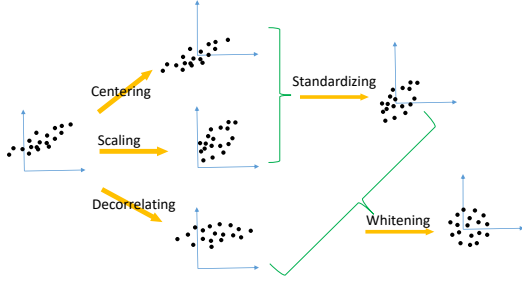 Centering
Standardizing
Scaling
Decorrelating
Whitening